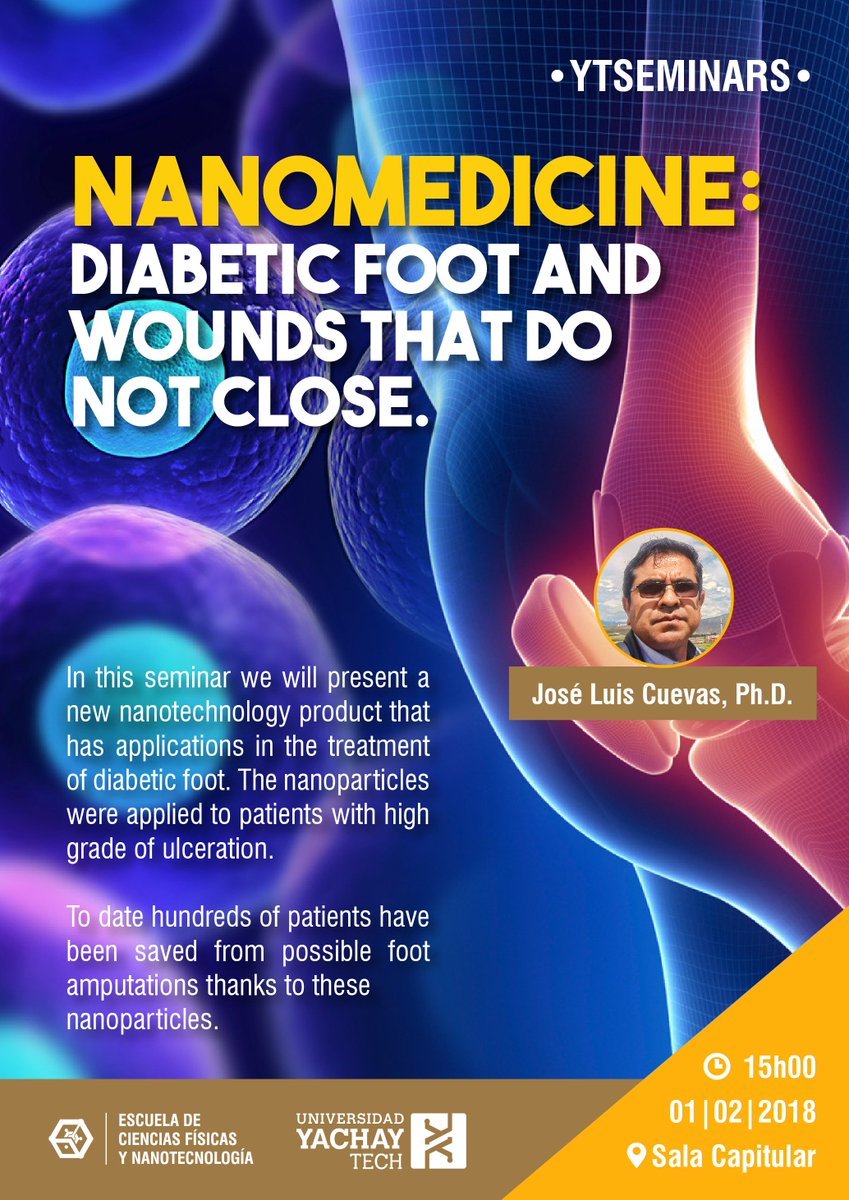 •YTSEMINARS•
NANOMEDICINE:
DIABETIC FOOT AND
WOUNDS THAT DO
NOT CLOSE.
José Luis Cuevas, Ph.D.
In this seminar we will present a
new nanotechnology product that
has applications in the treatment
of diabetic foot. The nanoparticles
were applied to patients with high
grade of ulceration.
To date hundreds of patients have
been saved from possible foot
amputations thanks to these
nanoparticles.
15h00
01|02|2018
Sala Capitular
ESCUELA DE
CIENCIAS FÍSICAS
Y NANOTECNOLOGÍA
UNIVERSIDAD
YACHAY
TECH